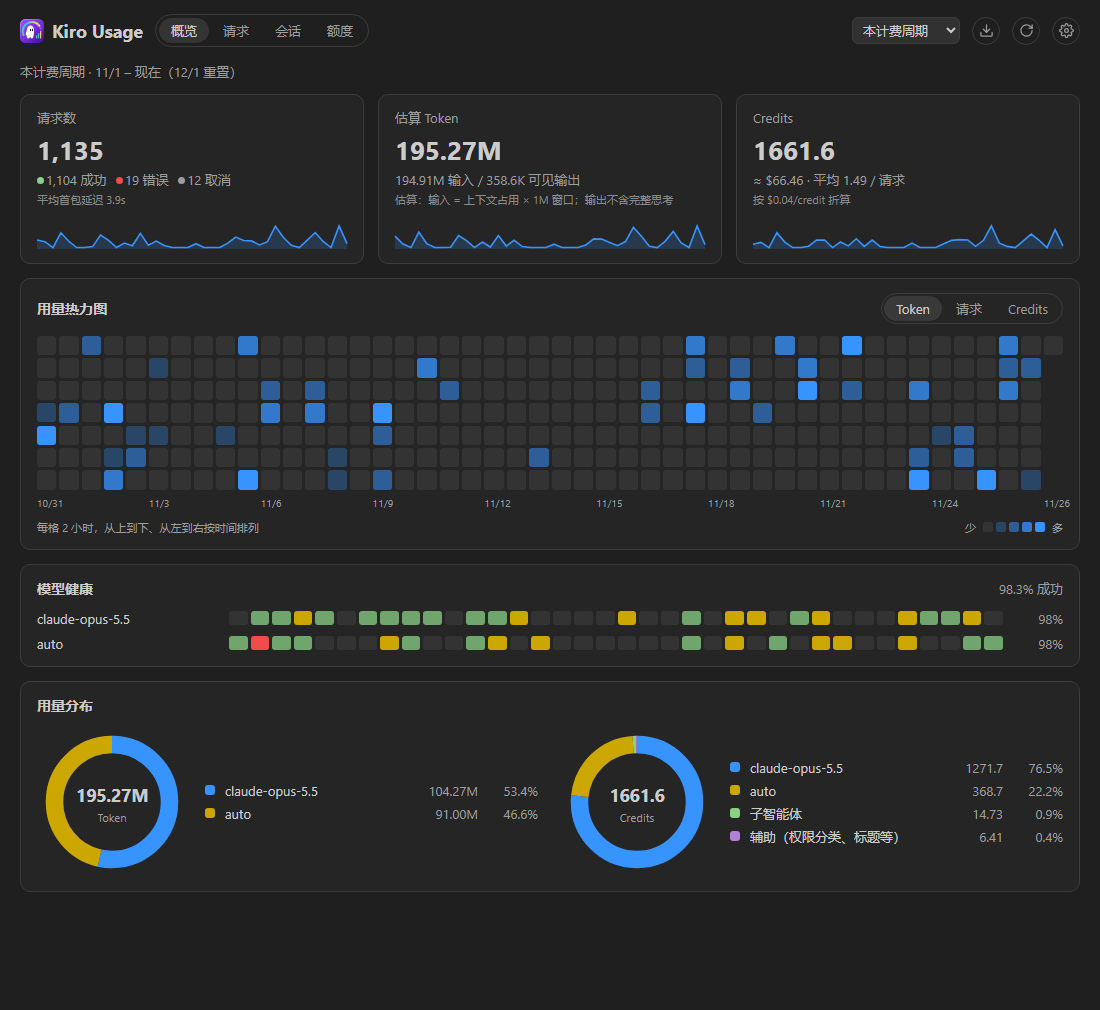 Kiro Usage 概览 请求 会话 额度 本计费周期
本计费周期 · 11/1 – 现在（12/1 重置）
请求数
1,135
1,104 成功 19 错误 12 取消
平均首包延迟 3.9s
估算 Token
195.27M
194.91M 输入 / 358.6K 可见输出
估算：输入 = 上下文占用 × 1M 窗口；输出不含完整思考
Credits
1661.6
≈ $66.46 · 平均 1.49 / 请求
按 $0.04/credit 折算
用量热力图 Token 请求 Credits
10/31 11/3 11/6 11/9 11/12 11/15 11/18 11/21 11/24 11/26
每格 2 小时，从上到下、从左到右按时间排列 少 多
模型健康 98.3% 成功
claude-opus-5.5 98%
auto 98%
用量分布
195.27M
Token
claude-opus-5.5 104.27M 53.4%
auto 91.00M 46.6%
1661.6
Credits
claude-opus-5.5 1271.7 76.5%
auto 368.7 22.2%
子智能体 14.73 0.9%
辅助（权限分类、标题等） 6.41 0.4%